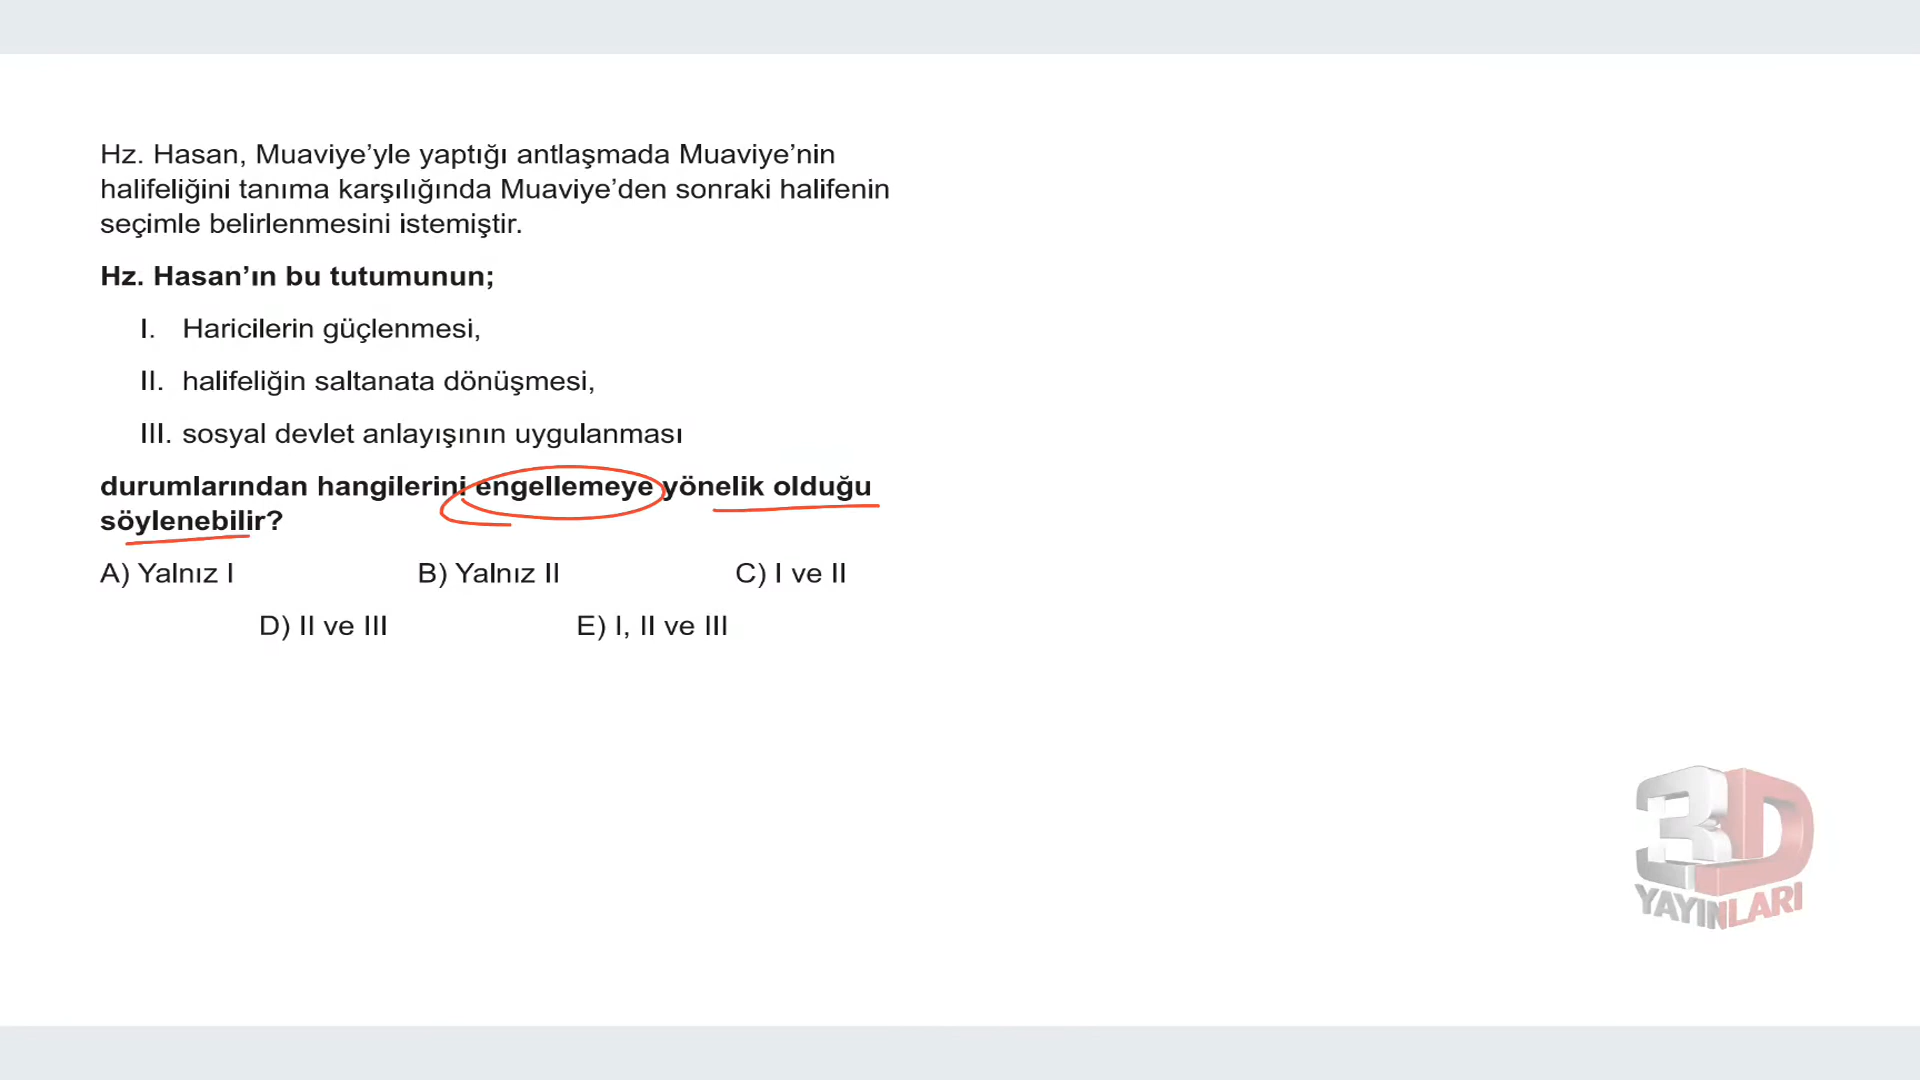 Hz. Hasan, Muaviye’yle yaptığı antlaşmada Muaviye’nin
halifeliğini tanıma karşılığında Muaviye’den sonraki halifenin
seçimle belirlenmesini istemiştir.
Hz. Hasan’ın bu tutumunun;
I. Haricilerin güçlenmesi,
II. halifeliğin saltanata dönüşmesi,
III. sosyal devlet anlayışının uygulanması
durumlarından hangilerini engellemeye yönelik olduğu
söylenebilir?
A) Yalnız I B) Yalnız II C) I ve II
D) II ve III E) I, II ve III
3D
YAYINLARI